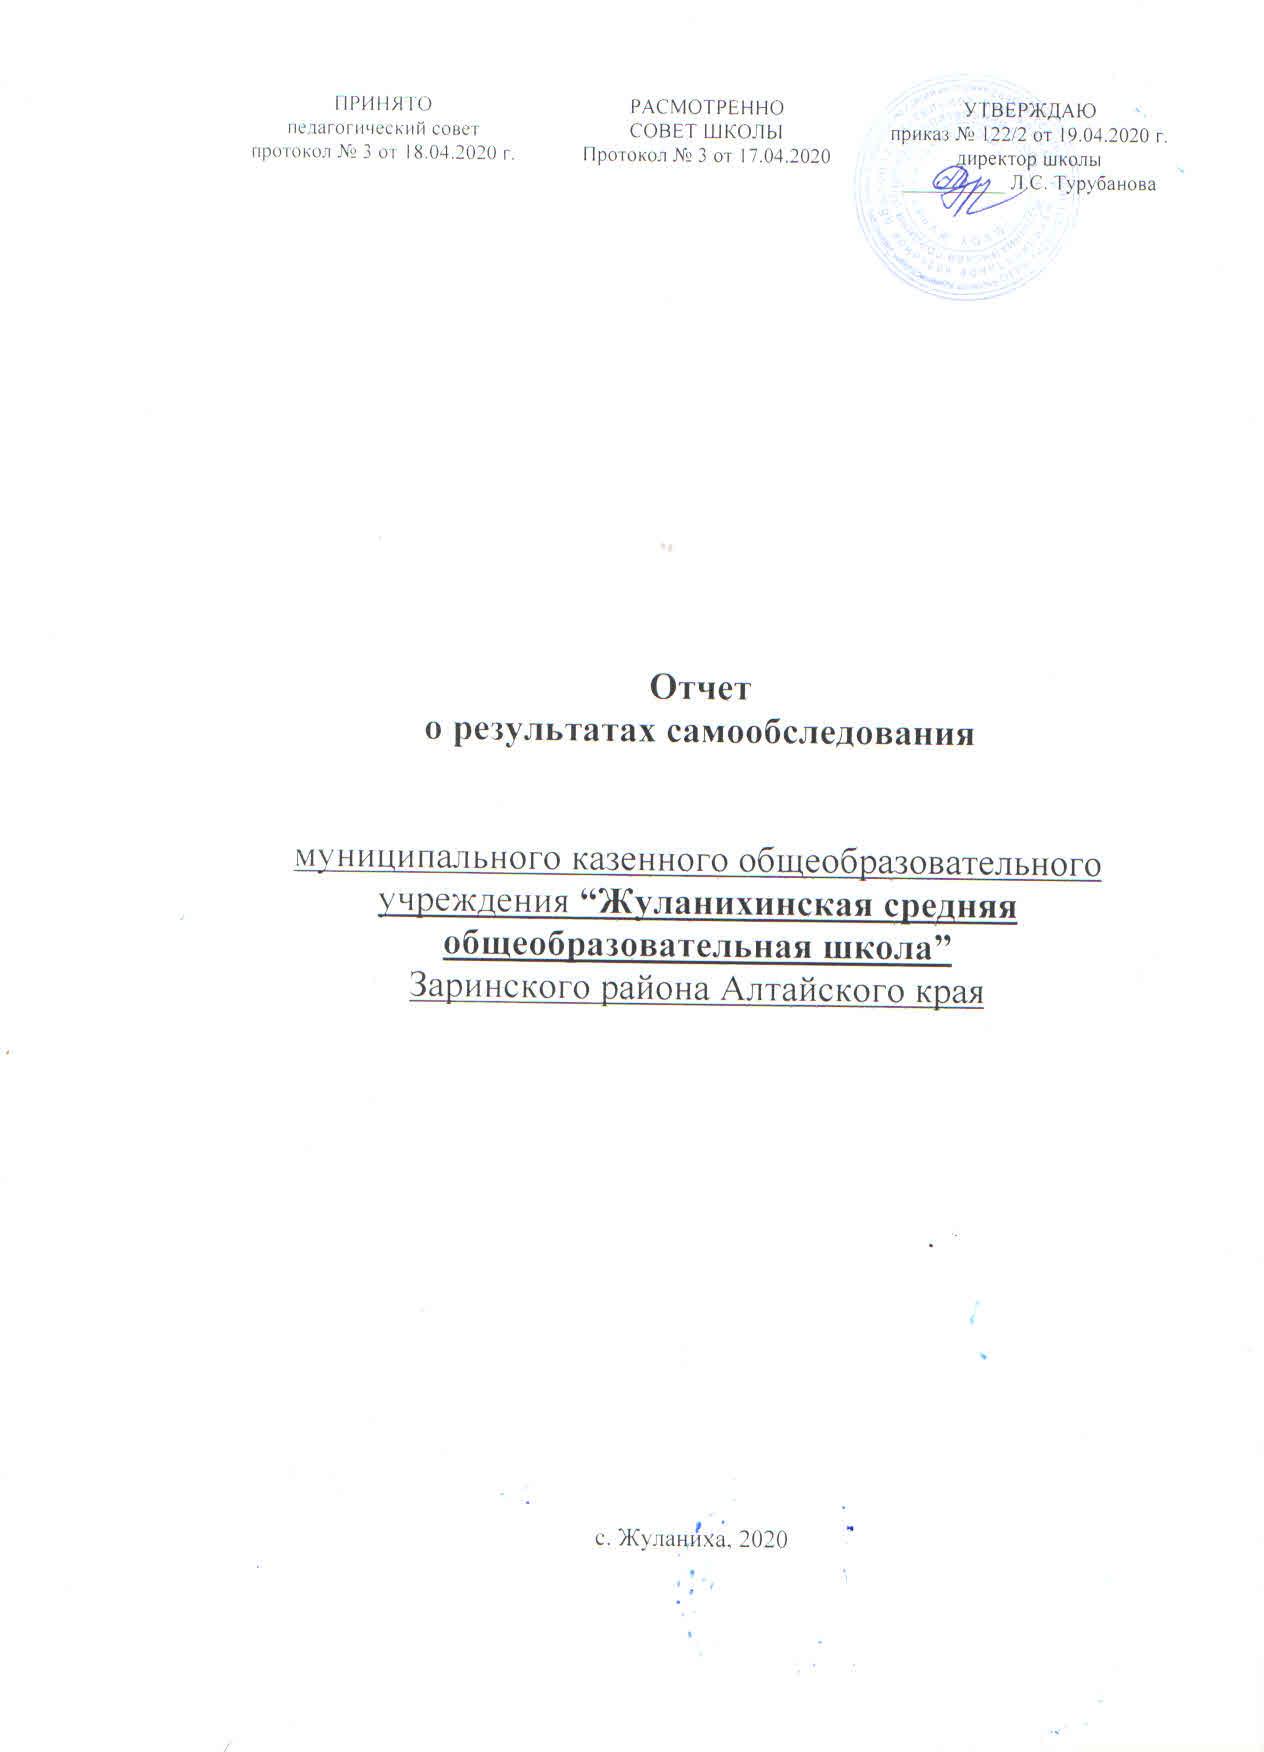 ПРИНЯТО
педагогический совет
протокол № 3 от 18.04.2020 г.
РАСМОТРЕННО
СОВЕТ ШКОЛЫ
Протокол № 3 от 17.04.2020
УТВЕРЖДАЮ
приказ № 122/2 от 19.04.2020 г.
директор школы
__________ Л.С. Турубанова
Отчет
о результатах самообследования
муниципального казенного общеобразовательного
учреждения “Жуланихинская средняя
общеобразовательная школа”
Заринского района Алтайского края
с. Жуланиха, 2020